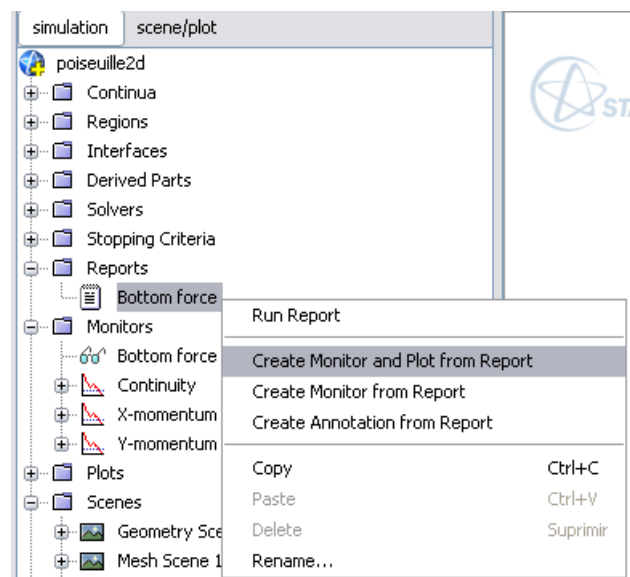 simulation scene/plot
poiseuille2d
Continua
Regions
Interfaces
Derived Parts
Solvers
Stopping Criteria
Reports
Bottom force
Monitors
Bottom force
Continuity
X-momentum
Y-momentum
Plots
Scenes
Geometry Sce
Mesh Scene 1
Run Report
Create Monitor and Plot from Report
Create Monitor from Report
Create Annotation from Report
Copy Ctrl+C
Paste Ctrl+V
Delete Suprimir
Rename...
STA